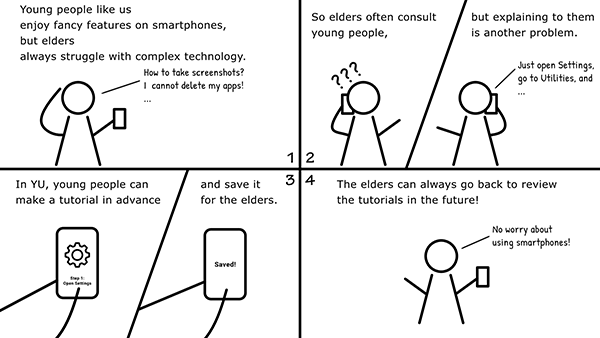 Young people like us
enjoy fancy features on smartphones,
but elders
always struggle with complex technology.
How to take screenshots?
I cannot delete my apps!
...
1
So elders often consult
young people,
???
but explaining to them
is another problem.
Just open Settings,
go to Utilities, and
...
2
In YU, young people can
make a tutorial in advance
Step 1:
Open Settings
and save it
for the elders.
Saved!
3
4
The elders can always go back to review
the tutorials in the future!
No worry about
using smartphones!